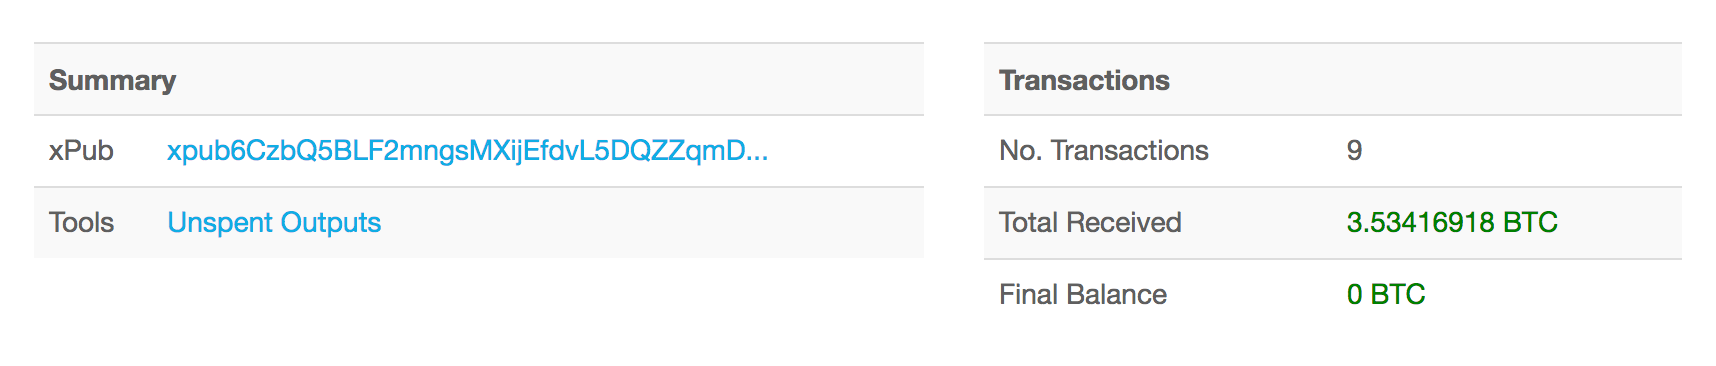 Summary
xPub xpub6CzbQ5BLF2mngsMXijEfdvL5DQZZqmD...
Tools Unspent Outputs
Transactions
No. Transactions 9
Total Received 3.53416918 BTC
Final Balance 0 BTC